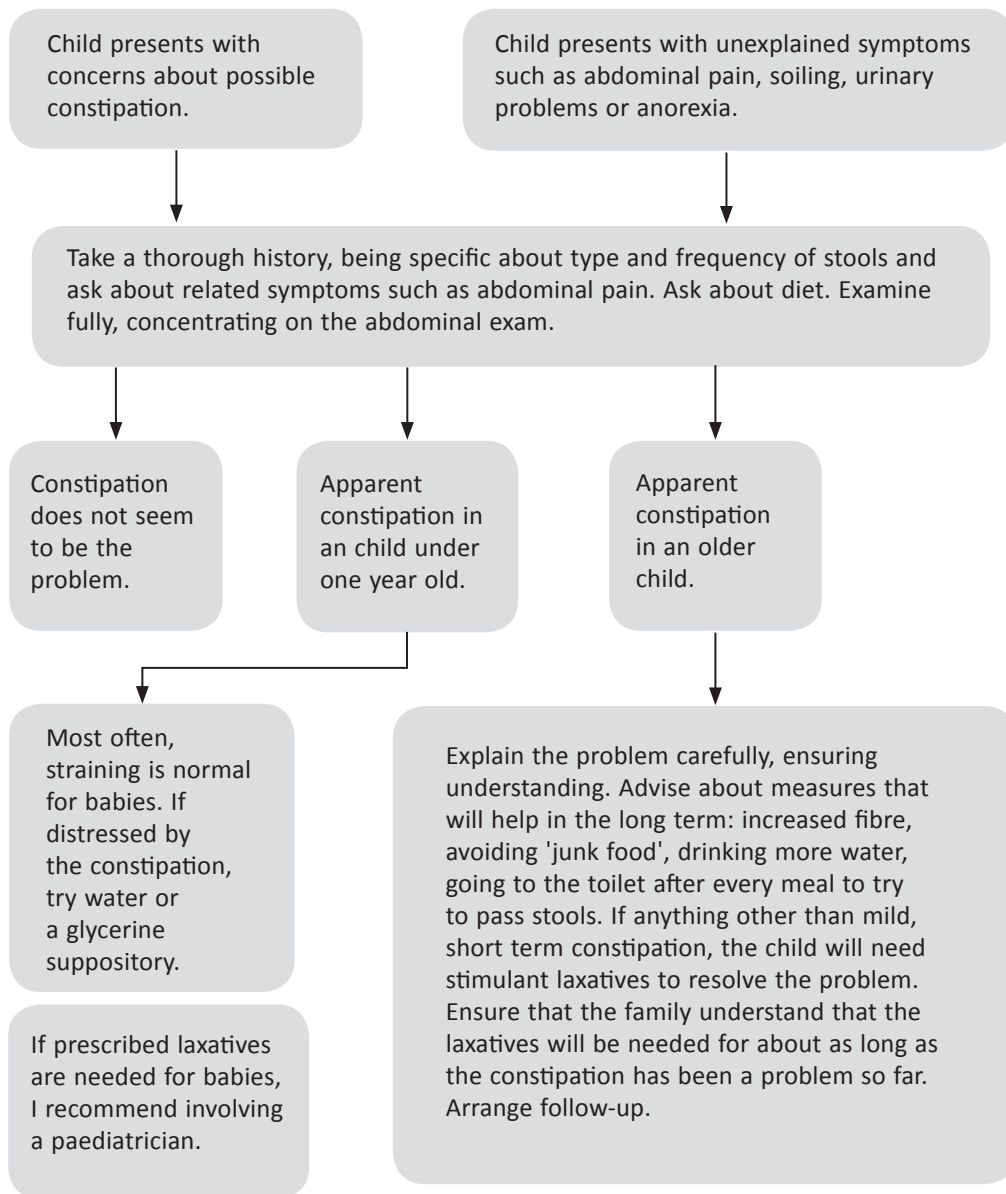 Child presents with
concerns about possible
constipation.
Child presents with unexplained symptoms
such as abdominal pain, soiling, urinary
problems or anorexia.
Take a thorough history, being specific about type and frequency of stools and
ask about related symptoms such as abdominal pain. Ask about diet. Examine
fully, concentrating on the abdominal exam.
Constipation
does not seem
to be the
problem.
Apparent
constipation in
an child under
one year old.
Apparent
constipation
in an older
child.
Most often,
straining is normal
for babies. If
distressed by
the constipation,
try water or
a glycerine
suppository.
If prescribed laxatives
are needed for babies,
I recommend involving
a paediatrician.
Explain the problem carefully, ensuring
understanding. Advise about measures that
will help in the long term: increased fibre,
avoiding 'junk food', drinking more water,
going to the toilet after every meal to try
to pass stools. If anything other than mild,
short term constipation, the child will need
stimulant laxatives to resolve the problem.
Ensure that the family understand that the
laxatives will be needed for about as long as
the constipation has been a problem so far.
Arrange follow-up.